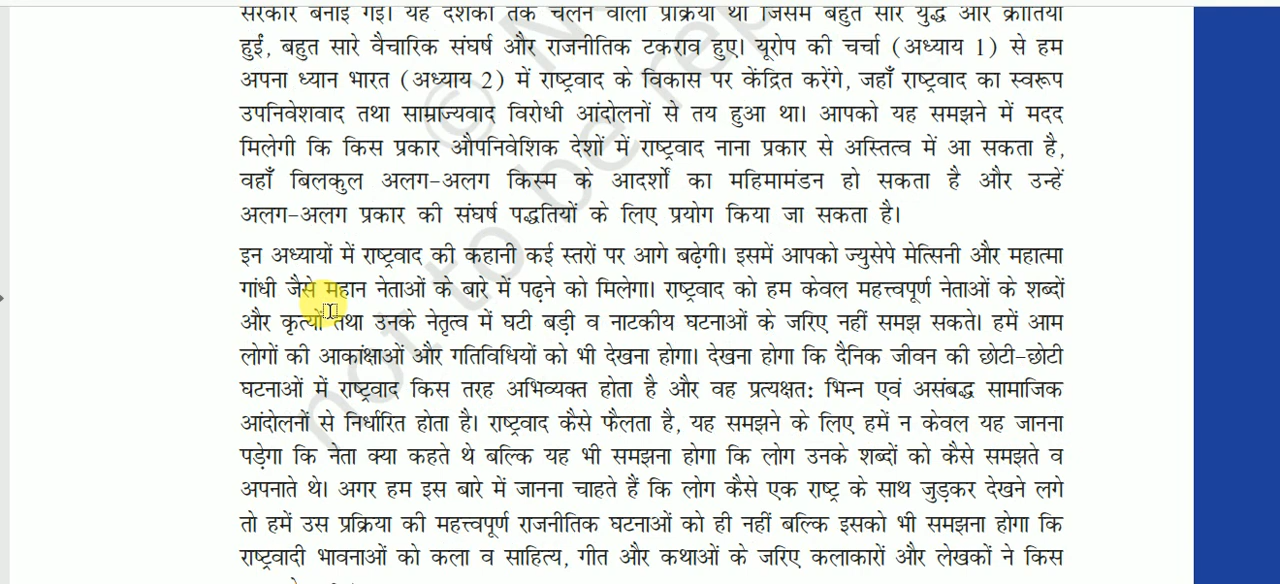 सरकार बनाई गई। यह दशकों तक चलने वाली प्रक्रिया थी जिसमें बहुत सारे युद्ध और क्रांतियाँ
हुईं, बहुत सारे वैचारिक संघर्ष और राजनीतिक टकराव हुए। यूरोप की चर्चा (अध्याय 1) से हम
अपना ध्यान भारत (अध्याय 2) में राष्ट्रवाद के विकास पर केंद्रित करेंगे, जहाँ राष्ट्रवाद का स्वरूप
उपनिवेशवाद तथा साम्राज्यवाद विरोधी आंदोलनों से तय हुआ था। आपको यह समझने में मदद
मिलेगी कि किस प्रकार औपनिवेशिक देशों में राष्ट्रवाद नाना प्रकार से अस्तित्व में आ सकता है,
वहाँ बिलकुल अलग-अलग किस्म के आदर्शों का महिमामंडन हो सकता है और उन्हें
अलग-अलग प्रकार की संघर्ष पद्धतियों के लिए प्रयोग किया जा सकता है।
इन अध्यायों में राष्ट्रवाद की कहानी कई स्तरों पर आगे बढ़ेगी। इसमें आपको ज्युसेपे मेत्सिनी और महात्मा
गांधी जैसे महान नेताओं के बारे में पढ़ने को मिलेगा। राष्ट्रवाद को हम केवल महत्त्वपूर्ण नेताओं के शब्दों
और कृत्यों तथा उनके नेतृत्व में घटी बड़ी व नाटकीय घटनाओं के जरिए नहीं समझ सकते। हमें आम
लोगों की आकांक्षाओं और गतिविधियों को भी देखना होगा। देखना होगा कि दैनिक जीवन की छोटी-छोटी
घटनाओं में राष्ट्रवाद किस तरह अभिव्यक्त होता है और वह प्रत्यक्षत: भिन्न एवं असंबद्ध सामाजिक
आंदोलनों से निर्धारित होता है। राष्ट्रवाद कैसे फैलता है, यह समझने के लिए हमें न केवल यह जानना
पड़ेगा कि नेता क्या कहते थे बल्कि यह भी समझना होगा कि लोग उनके शब्दों को कैसे समझते व
अपनाते थे। अगर हम इस बारे में जानना चाहते हैं कि लोग कैसे एक राष्ट्र के साथ जुड़कर देखने लगे
तो हमें उस प्रक्रिया की महत्त्वपूर्ण राजनीतिक घटनाओं को ही नहीं बल्कि इसको भी समझना होगा कि
राष्ट्रवादी भावनाओं को कला व साहित्य, गीत और कथाओं के जरिए कलाकारों और लेखकों ने किस
© N
not to be rep